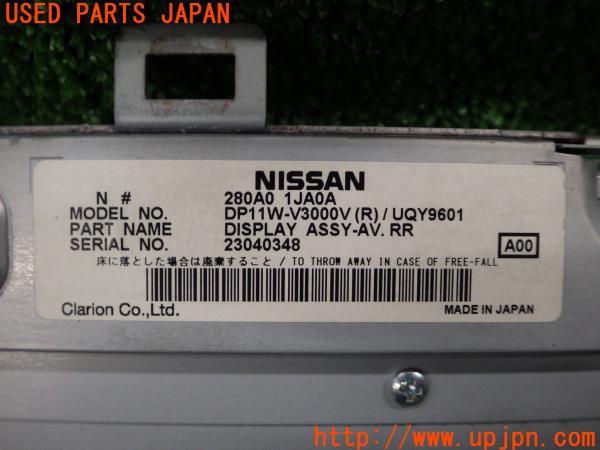 USED PARTS JAPAN
NISSAN
N # 280A0 1JA0A
MODEL NO. DP11W-V3000V (R) / UQY9601
PART NAME DISPLAY ASSY-AV. RR
SERIAL NO. 23040348
A00
床に落とした場合は廃棄すること / TO THROW AWAY IN CASE OF FREE-FALL
Clarion Co.,Ltd. MADE IN JAPAN
http://www.upjpn.com/